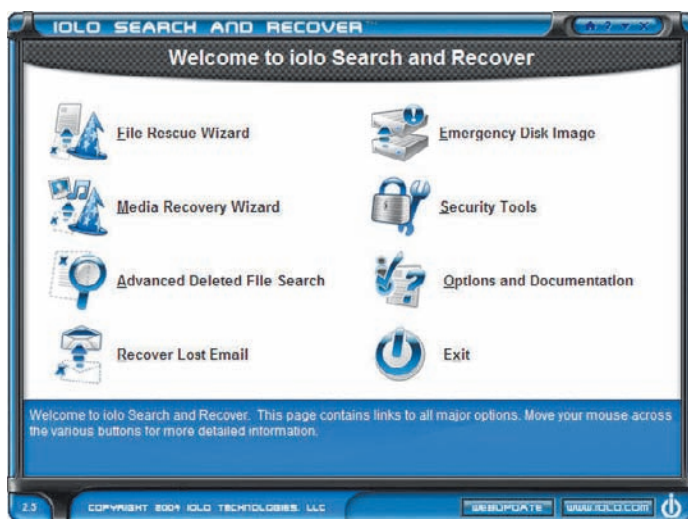 IOLO SEARCH AND RECOVER
Welcome to iolo Search and Recover
File Rescue Wizard
Emergency Disk Image
Media Recovery Wizard
Security Tools
Advanced Deleted File Search
Options and Documentation
Recover Lost Email
Exit
Welcome to iolo Search and Recover. This page contains links to all major options. Move your mouse across
the various buttons for more detailed information.
2.5
COPYRIGHT 2004 IOLO TECHNOLOGIES, LLC
WEBUPDATE
WWW.IOLO.COM